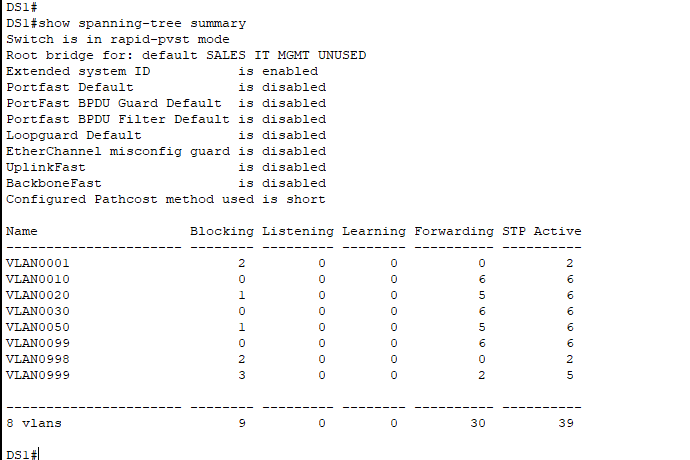 DS1#
DS1#show spanning-tree summary
Switch is in rapid-pvst mode
Root bridge for: default SALES IT MGMT UNUSED
Extended system ID           is enabled
Portfast Default             is disabled
PortFast BPDU Guard Default  is disabled
Portfast BPDU Filter Default is disabled
Loopguard Default            is disabled
EtherChannel misconfig guard is disabled
UplinkFast                   is disabled
BackboneFast                 is disabled
Configured Pathcost method used is short

Name                   Blocking Listening Learning Forwarding STP Active
---------------------- -------- --------- -------- ---------- ----------
VLAN0001                     2         0        0          0          2
VLAN0010                     0         0        0          6          6
VLAN0020                     1         0        0          5          6
VLAN0030                     0         0        0          6          6
VLAN0050                     1         0        0          5          6
VLAN0099                     0         0        0          6          6
VLAN0998                     2         0        0          0          2
VLAN0999                     3         0        0          2          5

---------------------- -------- --------- -------- ---------- ----------
8 vlans                      9         0        0         30         39

DS1#